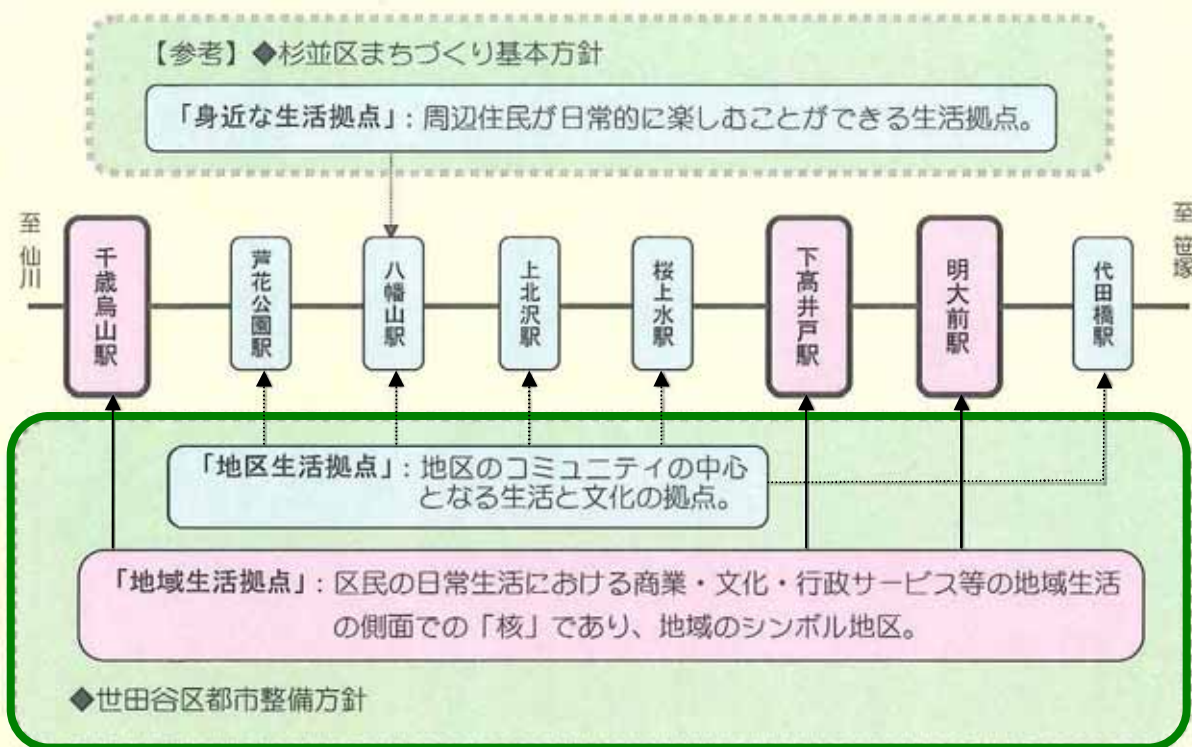 【参考】◆杉並区まちづくり基本方針
「身近な生活拠点」：周辺住民が日常的に楽しむことができる生活拠点。
至 仙川
千歳烏山駅
芦花公園駅
八幡山駅
上北沢駅
桜上水駅
下高井戸駅
明大前駅
代田橋駅
至 笹塚
「地区生活拠点」：地区のコミュニティの中心
となる生活と文化の拠点。
「地域生活拠点」：区民の日常生活における商業・文化・行政サービス等の地域生活
の側面での「核」であり、地域のシンボル地区。
◆世田谷区都市整備方針